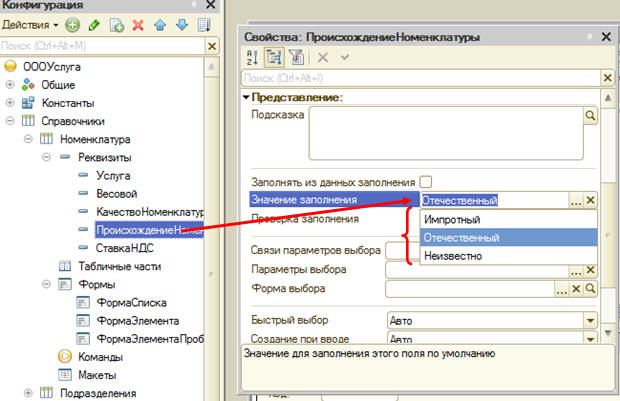 Конфигурация
Действия
Поиск (Ctrl+Alt+M)
ОООУслуга
Общие
Константы
Справочники
Номенклатура
Реквизиты
Услуга
Весовой
КачествоНоменклатур
ПроисхождениеНоме
СтавкаНДС
Табличные части
Формы
ФормаСписка
ФормаЭлемента
ФормаЭлементаПроб
Команды
Макеты
Подразделения
Свойства: ПроисхождениеНоменклатуры
Поиск (Ctrl+Alt+I)
Представление:
Подсказка
Заполнять из данных заполнения
Значение заполнения Отечественный
Проверка заполнения
Импротный
Отечественный
Неизвестно
Связи параметров выбора
Параметры выбора
Форма выбора
Быстрый выбор Авто
Создание при вводе Авто
Значение для заполнения этого поля по умолчанию
Код: